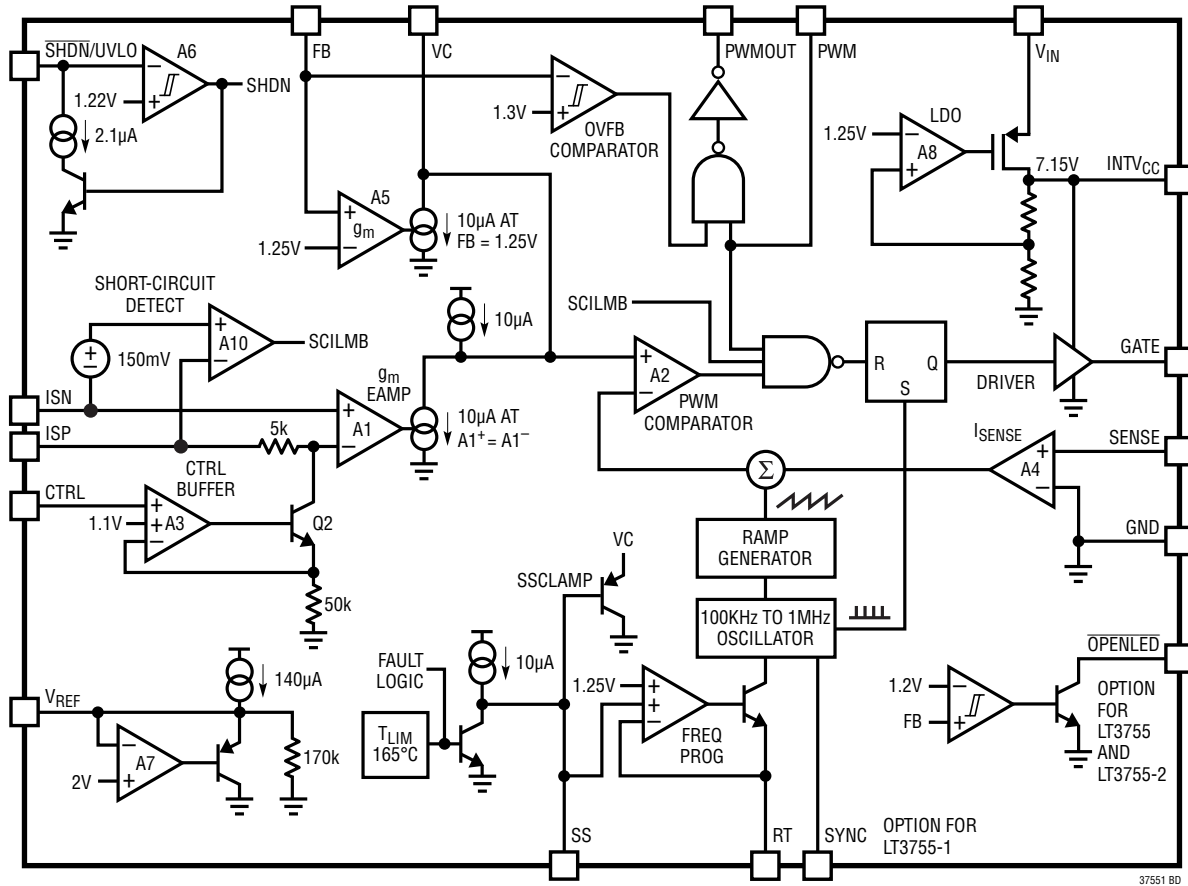 SHDN/UVLO
A6
FB
VC
PWMOUT
PWM
VIN
−
+
1.22V
SHDN
2.1µA
−
+
1.3V
OVFB
COMPARATOR
LDO
1.25V
−
+
A8
7.15V
INTVCC
A5
+
gm
−
1.25V
10µA AT
FB = 1.25V
SHORT-CIRCUIT
DETECT
+
A10
−
SCILMB
+
−
150mV
10µA
SCILMB
ISN
ISP
gm
EAMP
+
A1
−
5k
10µA AT
A1+ = A1−
+
A2
−
PWM
COMPARATOR
R
Q
S
DRIVER
GATE
ISENSE
+
A4
−
SENSE
GND
CTRL
CTRL
BUFFER
+
+
−
A3
1.1V
Q2
50k
Σ
RAMP
GENERATOR
100KHz TO 1MHz
OSCILLATOR
VC
SSCLAMP
VREF
140µA
−
A7
+
2V
170k
FAULT
LOGIC
TLIM
165°C
10µA
1.25V
+
+
−
FREQ
PROG
1.2V
−
FB
+
OPENLED
OPTION
FOR
LT3755
AND
LT3755-2
SS
RT
SYNC
OPTION FOR
LT3755-1
37551 BD